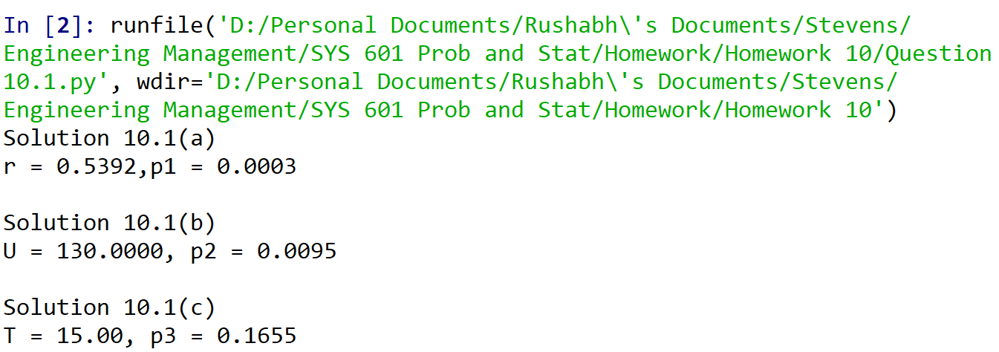 In [2]: runfile('D:/Personal Documents/Rushabh\'s Documents/Stevens/
Engineering Management/SYS 601 Prob and Stat/Homework/Homework 10/Question
10.1.py', wdir='D:/Personal Documents/Rushabh\'s Documents/Stevens/
Engineering Management/SYS 601 Prob and Stat/Homework/Homework 10')
Solution 10.1(a)
r = 0.5392,p1 = 0.0003
Solution 10.1(b)
U = 130.0000, p2 = 0.0095
Solution 10.1(c)
T = 15.00, p3 = 0.1655